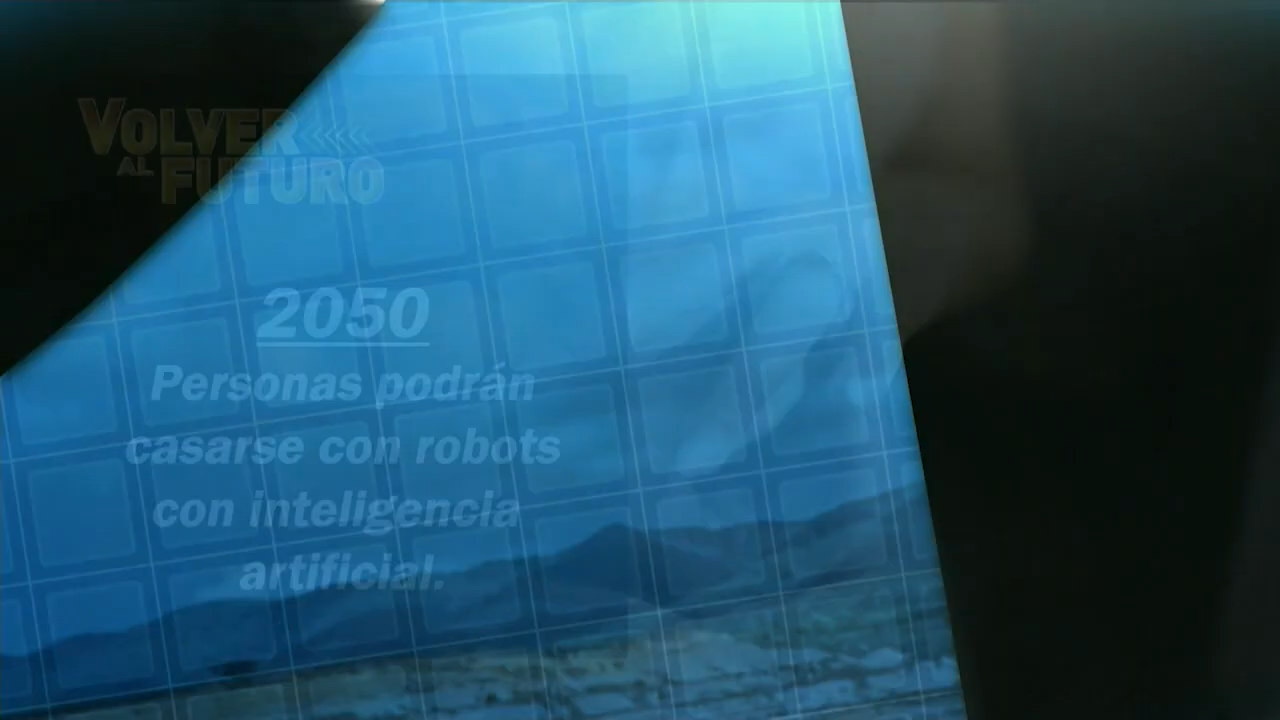 VOLVER
AL FUTURO
2050
Personas podrán
casarse con robots
con inteligencia
artificial.